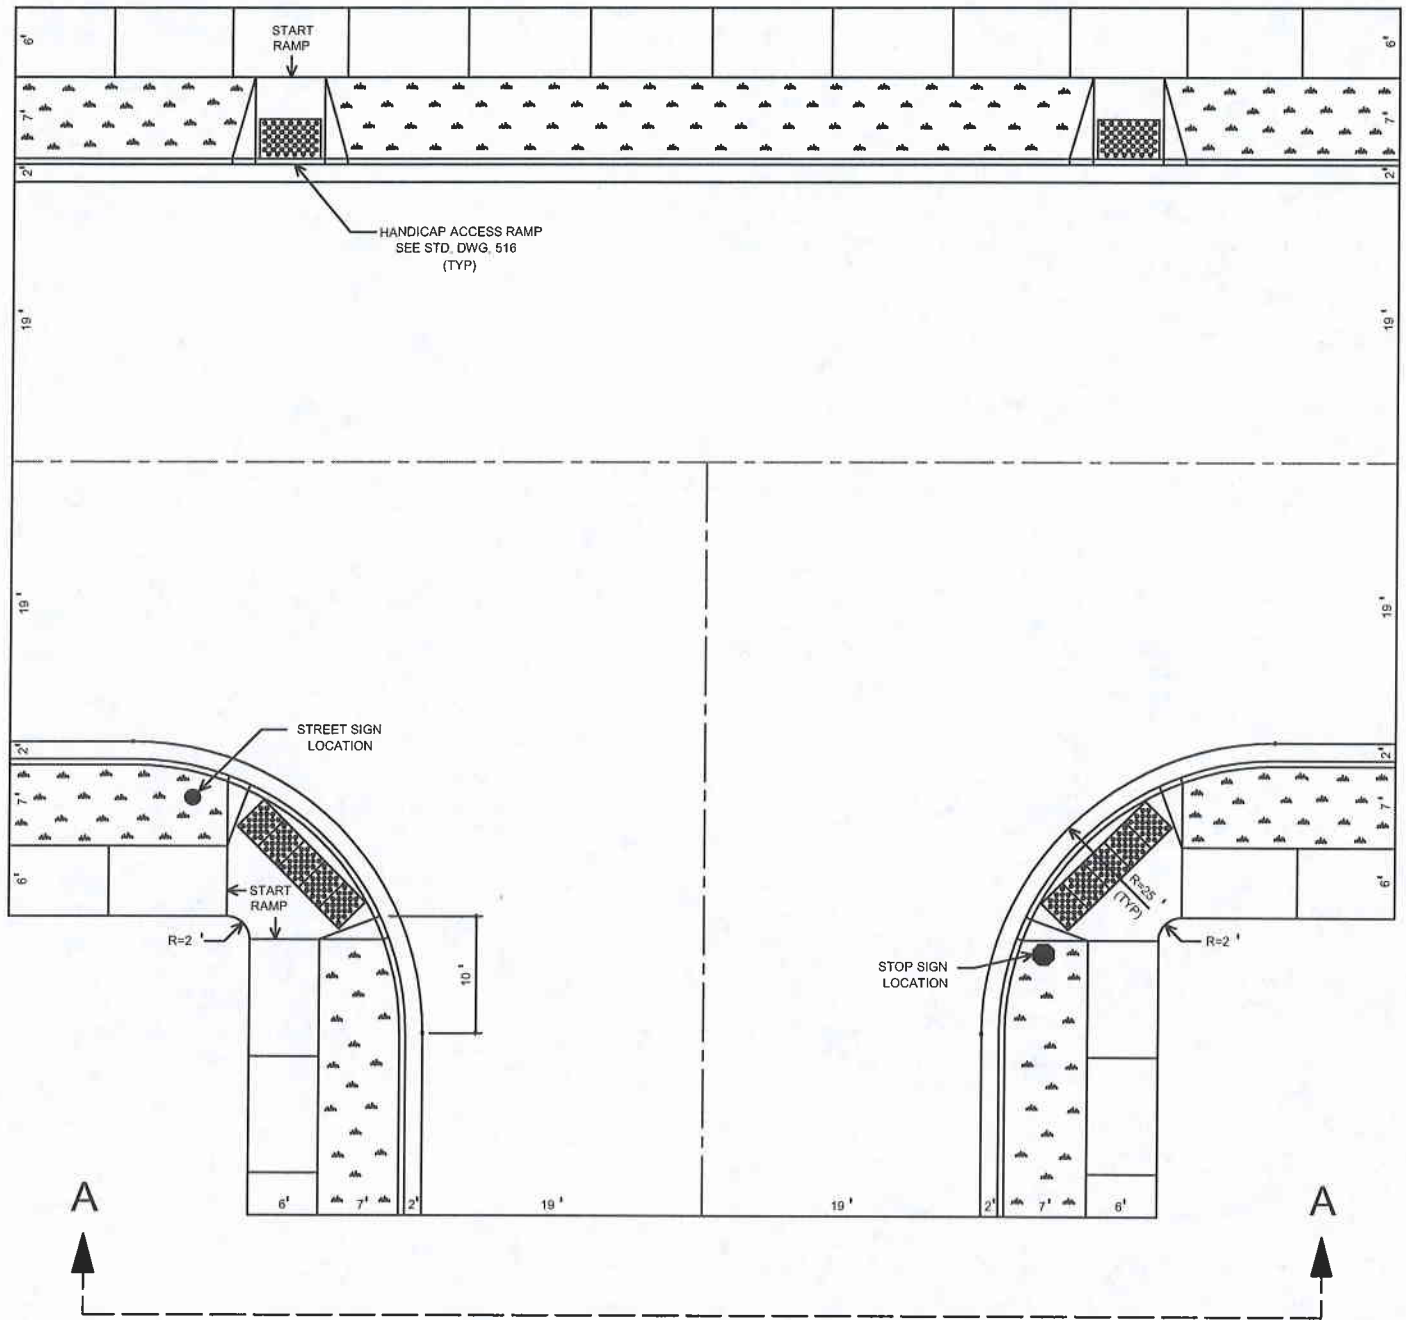 START
RAMP
6'
6'
7'
7'
2'
2'
HANDICAP ACCESS RAMP
SEE STD. DWG. 516
(TYP)
19'
19'
19'
19'
STREET SIGN
LOCATION
2'
2'
7'
7'
6'
6'
START
RAMP
R=25'
(TYP)
R=2'
R=2'
10'
STOP SIGN
LOCATION
A
A
6'
7'
2'
19'
19'
2'
7'
6'